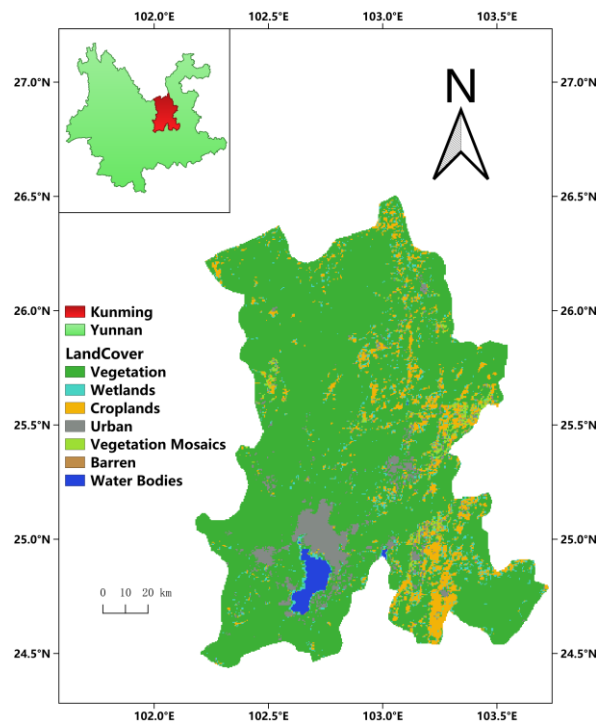 102.0°E 102.5°E 103.0°E 103.5°E
27.0°N
N
26.5°N
26.0°N
25.5°N
25.0°N
24.5°N
Kunming
Yunnan
LandCover
Vegetation
Wetlands
Croplands
Urban
Vegetation Mosaics
Barren
Water Bodies
0 10 20 km
27.0°N
26.5°N
26.0°N
25.5°N
25.0°N
24.5°N
102.0°E 102.5°E 103.0°E 103.5°E